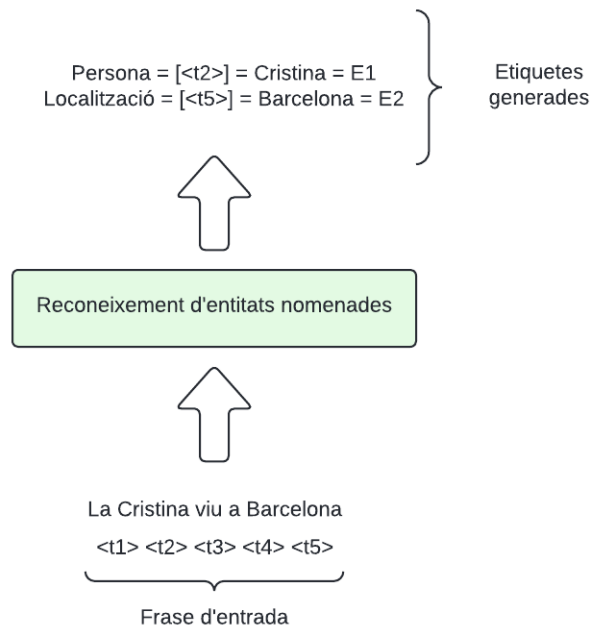 Persona = [<t2>] = Cristina = E1
Localització = [<t5>] = Barcelona = E2
Etiquetes
generades
Reconeixement d'entitats nomenades
La Cristina viu a Barcelona
<t1> <t2> <t3> <t4> <t5>
Frase d'entrada